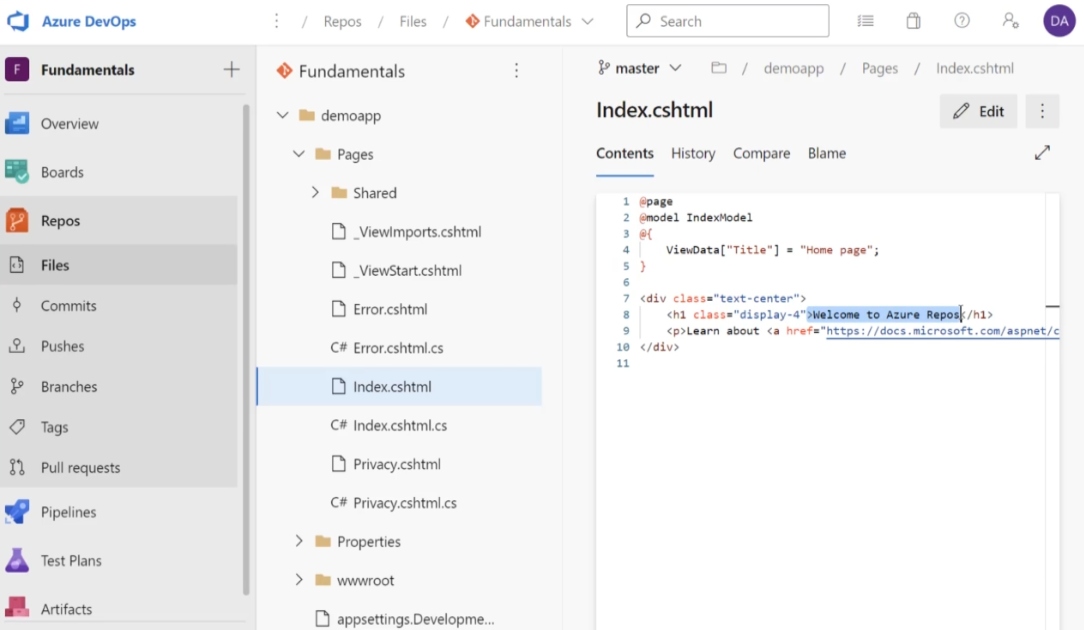 Azure DevOps
/ Repos / Files / Fundamentals
Search
DA
F Fundamentals
Overview
Boards
Repos
Files
Commits
Pushes
Branches
Tags
Pull requests
Pipelines
Test Plans
Artifacts
Fundamentals
demoapp
Pages
Shared
_ViewImports.cshtml
_ViewStart.cshtml
Error.cshtml
C# Error.cshtml.cs
Index.cshtml
C# Index.cshtml.cs
Privacy.cshtml
C# Privacy.cshtml.cs
Properties
wwwroot
appsettings.Developme...
master / demoapp / Pages / Index.cshtml
Index.cshtml
Edit
Contents History Compare Blame
1 @page
2 @model IndexModel
3 @{
4 ViewData["Title"] = "Home page";
5 }
6
7 <div class="text-center">
8 <h1 class="display-4">Welcome to Azure Repos</h1>
9 <p>Learn about <a href="https://docs.microsoft.com/aspnet/c
10 </div>
11